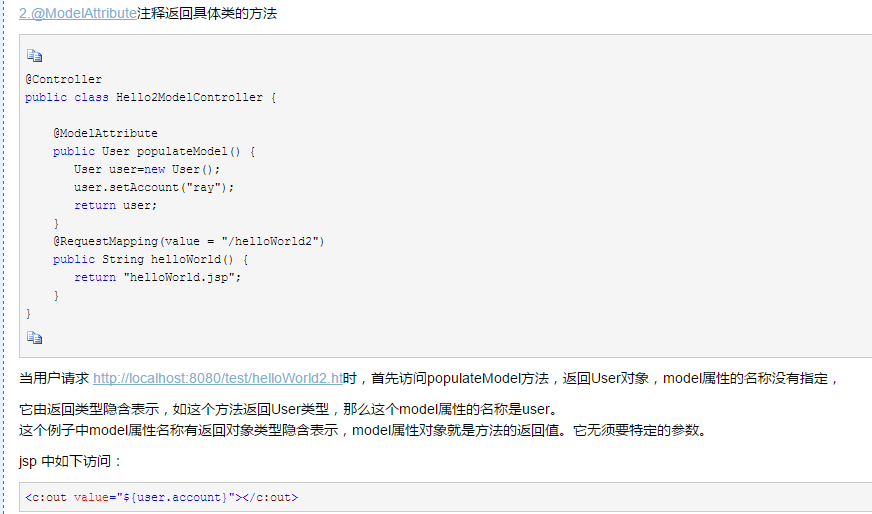 2.@ModelAttribute注释返回具体类的方法
@Controller
public class Hello2ModelController {
@ModelAttribute
public User populateModel() {
User user=new User();
user.setAccount("ray");
return user;
}
@RequestMapping(value = "/helloWorld2")
public String helloWorld() {
return "helloWorld.jsp";
}
}
当用户请求 http://localhost:8080/test/helloWorld2.ht时，首先访问populateModel方法，返回User对象，model属性的名称没有指定，
它由返回类型隐含表示，如这个方法返回User类型，那么这个model属性的名称是user。
这个例子中model属性名称有返回对象类型隐含表示，model属性对象就是方法的返回值。它无须要特定的参数。
jsp 中如下访问：
<c:out value="${user.account}"></c:out>